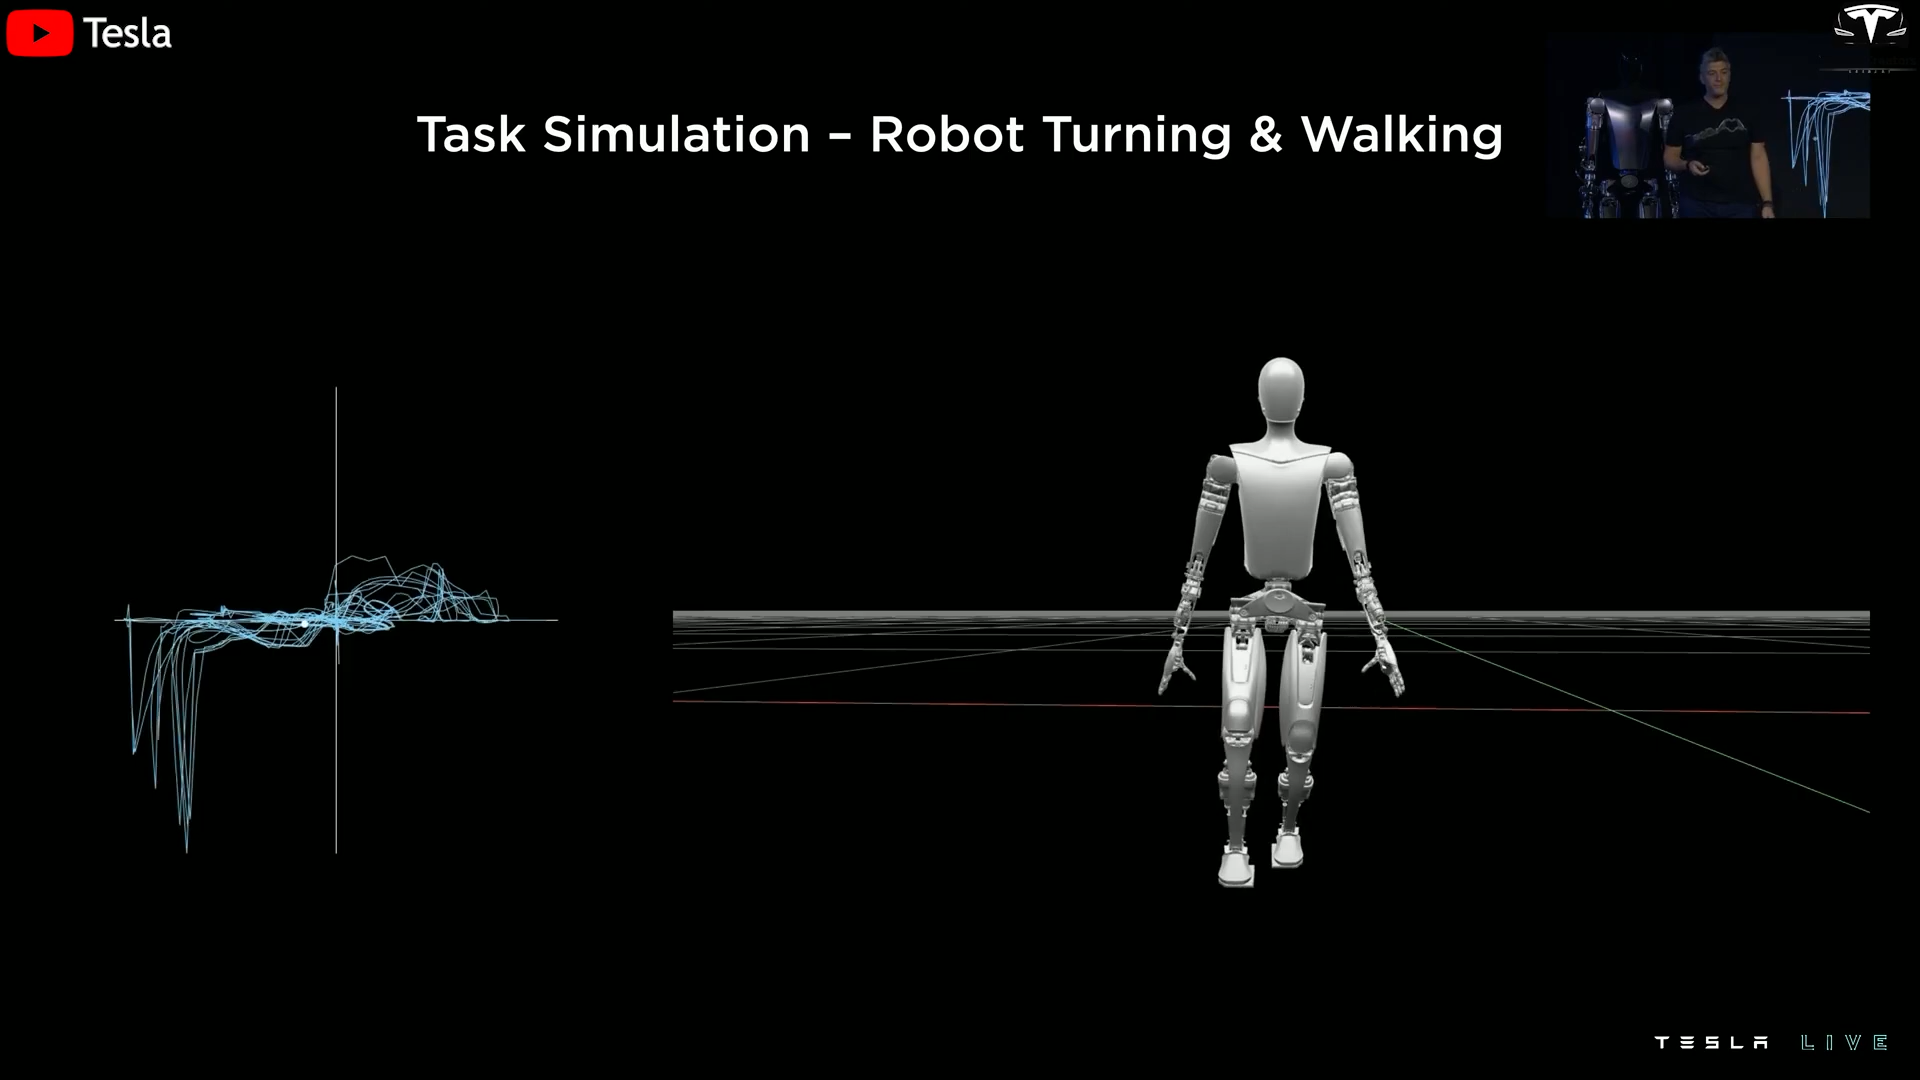 Tesla
Task Simulation – Robot Turning & Walking
TESLA LIVE